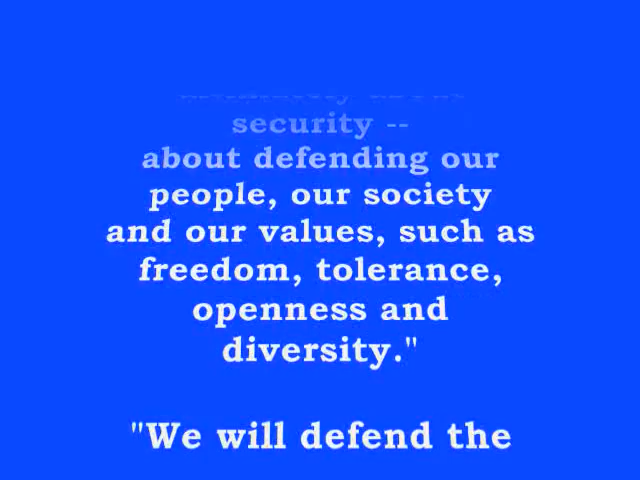 security --
about defending our
people, our society
and our values, such as
freedom, tolerance,
openness and
diversity."
"We will defend the